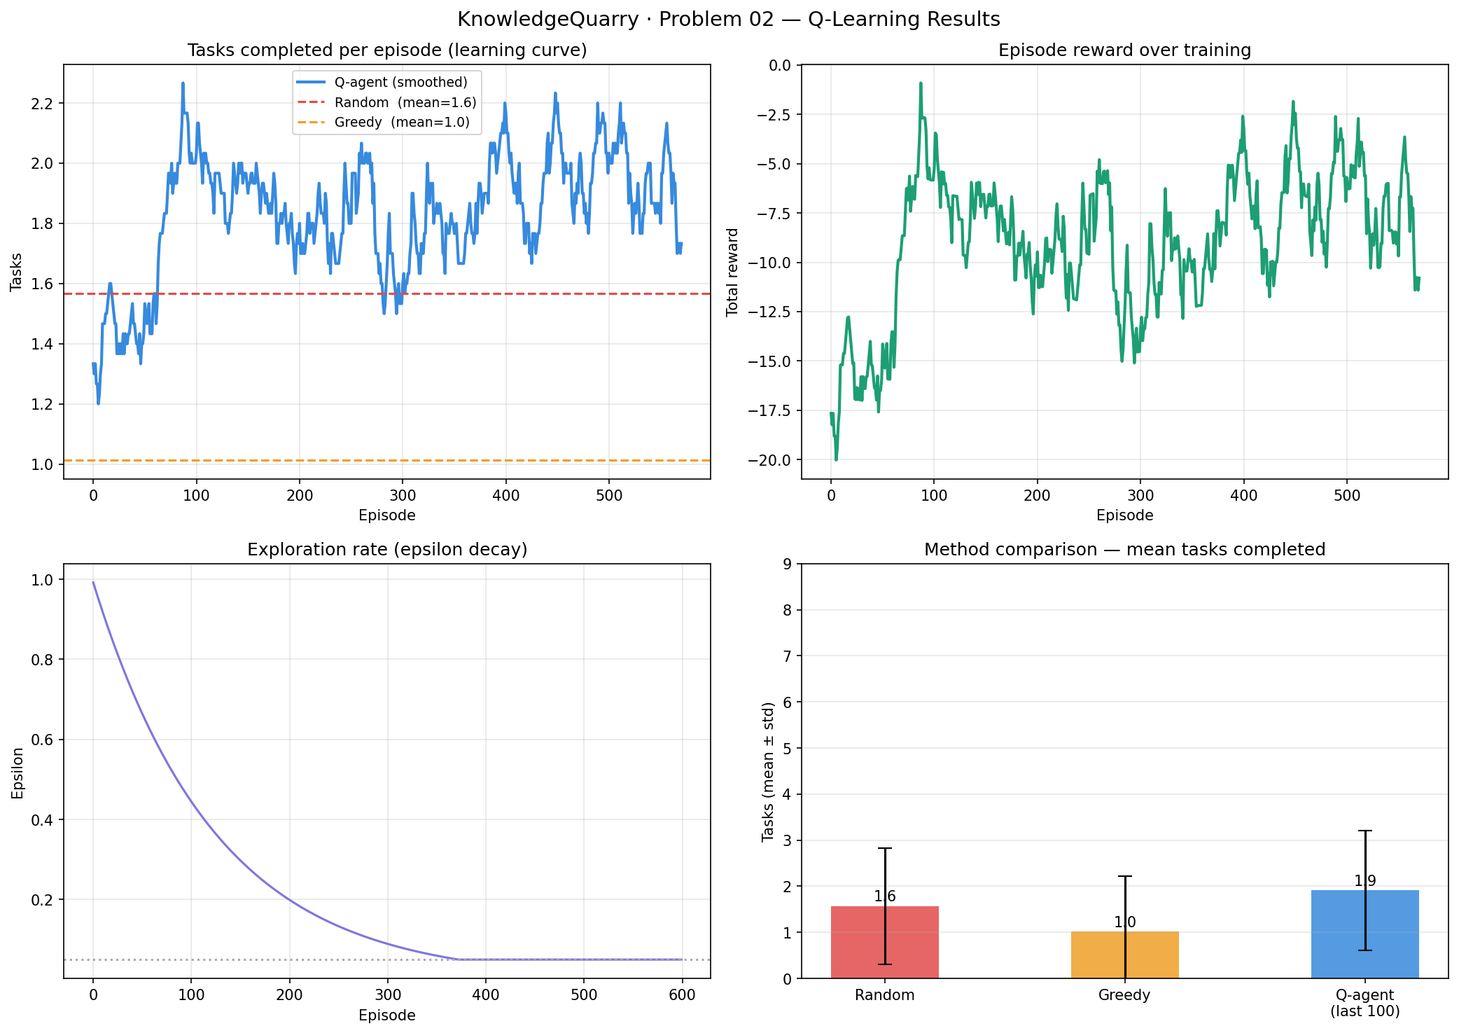 KnowledgeQuarry · Problem 02 — Q-Learning Results
Tasks completed per episode (learning curve)
Q-agent (smoothed)
Random (mean=1.6)
Greedy (mean=1.0)
2.2
2.0
1.8
1.6
1.4
1.2
1.0
Tasks
0 100 200 300 400 500
Episode
Episode reward over training
0.0
−2.5
−5.0
−7.5
−10.0
−12.5
−15.0
−17.5
−20.0
Total reward
0 100 200 300 400 500
Episode
Exploration rate (epsilon decay)
1.0
0.8
0.6
0.4
0.2
Epsilon
0 100 200 300 400 500 600
Episode
Method comparison — mean tasks completed
9
8
7
6
5
4
3
2
1
0
Tasks (mean ± std)
1.6
1.0
1.9
Random
Greedy
Q-agent
(last 100)